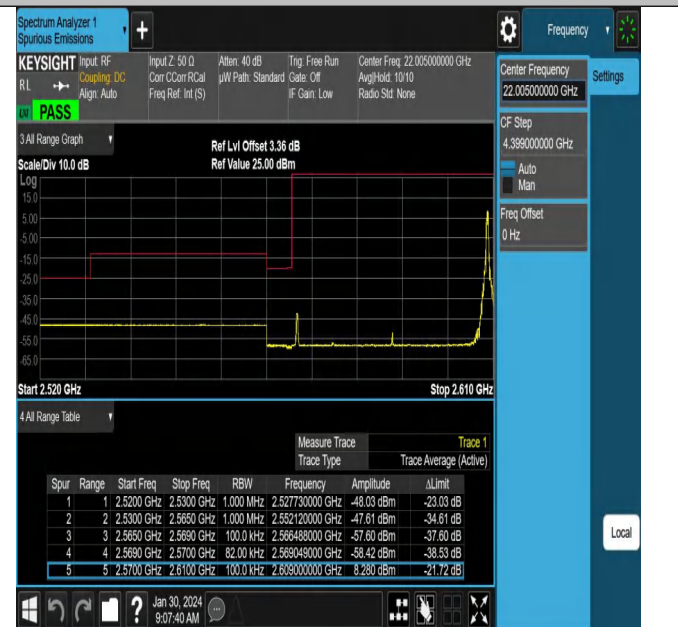 Spectrum Analyzer 1
Spurious Emissions
+
Frequency
KEYSIGHT
RL
PASS
Input: RF
Coupling: DC
Align: Auto
Input Z: 50 Ω
Corr CCorr RCal
Freq Ref: Int (S)
Atten: 40 dB
µW Path: Standard
Trig: Free Run
Gate: Off
IF Gain: Low
Center Freq: 22.005000000 GHz
Avg|Hold: 10/10
Radio Std: None
Center Frequency
22.005000000 GHz
Settings
CF Step
4.399000000 GHz
Auto
Man
Freq Offset
0 Hz
3 All Range Graph
Scale/Div 10.0 dB
Ref Lvl Offset 3.36 dB
Ref Value 25.00 dBm
Log
15.0
5.00
-5.00
-15.0
-25.0
-35.0
-45.0
-55.0
-65.0
Start 2.520 GHz
Stop 2.610 GHz
4 All Range Table
Measure Trace Trace 1
Trace Type Trace Average (Active)
Spur Range Start Freq Stop Freq RBW Frequency Amplitude ΔLimit
1 1 2.5200 GHz 2.5300 GHz 1.000 MHz 2.527730000 GHz -48.03 dBm -23.03 dB
2 2 2.5300 GHz 2.5650 GHz 1.000 MHz 2.552120000 GHz -47.61 dBm -34.61 dB
3 3 2.5650 GHz 2.5690 GHz 100.0 kHz 2.566488000 GHz -57.60 dBm -37.60 dB
4 4 2.5690 GHz 2.5700 GHz 82.00 kHz 2.569049000 GHz -58.42 dBm -38.53 dB
5 5 2.5700 GHz 2.6100 GHz 100.0 kHz 2.609000000 GHz 8.280 dBm -21.72 dB
Local
?
Jan 30, 2024
9:07:40 AM